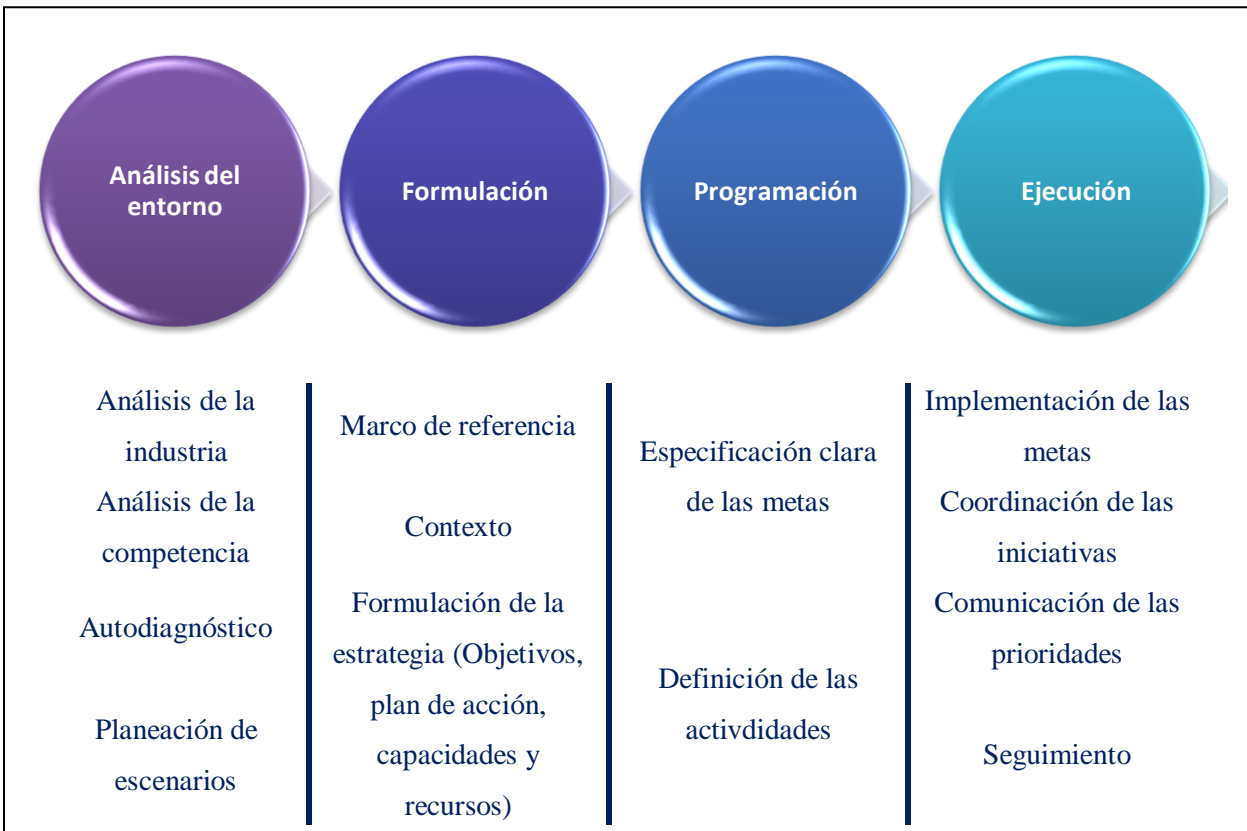 Análisis del
entorno
Formulación
Programación
Ejecución
Análisis de la
industria
Análisis de la
competencia
Autodiagnóstico
Planeación de
escenarios
Marco de referencia
Contexto
Formulación de la
estrategia (Objetivos,
plan de acción,
capacidades y
recursos)
Especificación clara
de las metas
Definición de las
activdidades
Implementación de las
metas
Coordinación de las
iniciativas
Comunicación de las
prioridades
Seguimiento